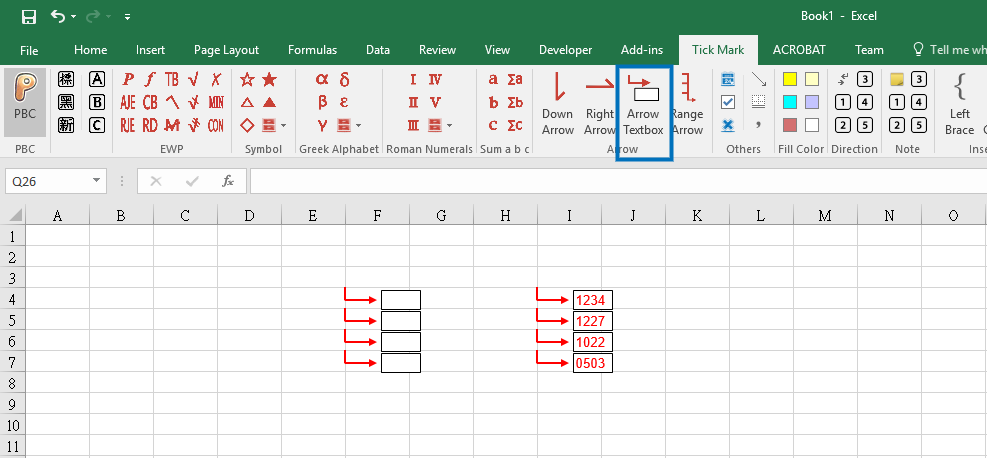 Book1 - Excel
File Home Insert Page Layout Formulas Data Review View Developer Add-ins Tick Mark ACROBAT Team Tell me wh
PBC
標 A
黑 B
新 C
P f TB √ X
AJE CB MIN
RJE RD CON
α δ
β ε
γ
I IV
II V
III
a Σa
b Σb
c Σc
Down Arrow
Right Arrow
Arrow Textbox
Range Arrow
3 3
1 4 1 4
2 5 2 5
{
Left Brace
PBC EWP Symbol Greek Alphabet Roman Numerals Sum a b c Arrow Others Fill Color Direction Note Inse
Q26 fx
A B C D E F G H I J K L M N O
1
2
3
4 1234
5 1227
6 1022
7 0503
8
9
10
11